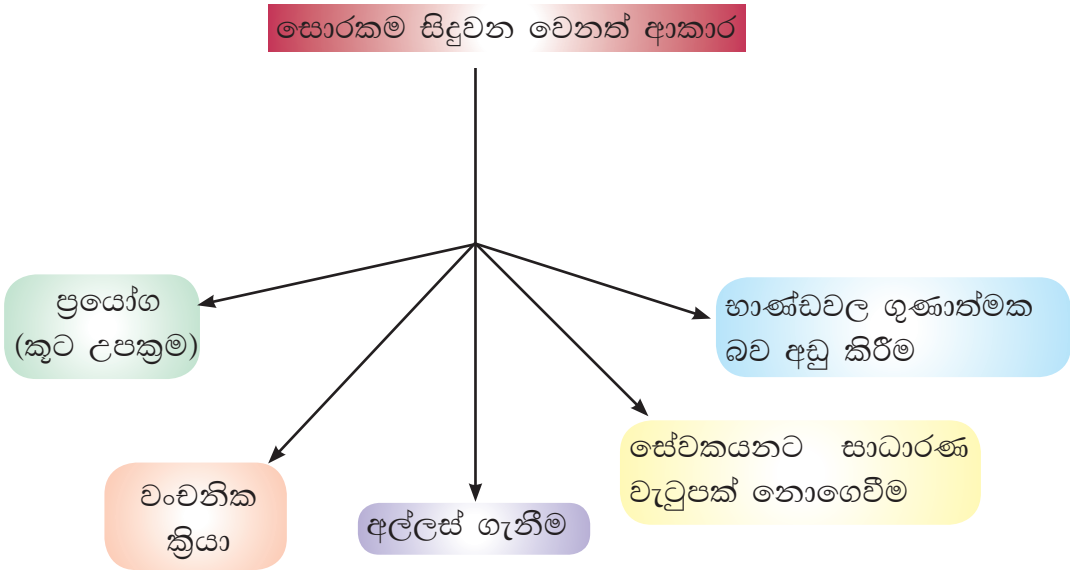 සොරකම සිදුවන වෙනත් ආකාර
ප්‍රයෝග
(කූට උපක්‍රම)
වංචනික
ක්‍රියා
අල්ලස් ගැනීම
සේවකයනට සාධාරණ
වැටුපක් නොගෙවීම
භාණ්ඩවල ගුණාත්මක
බව අඩු කිරීම